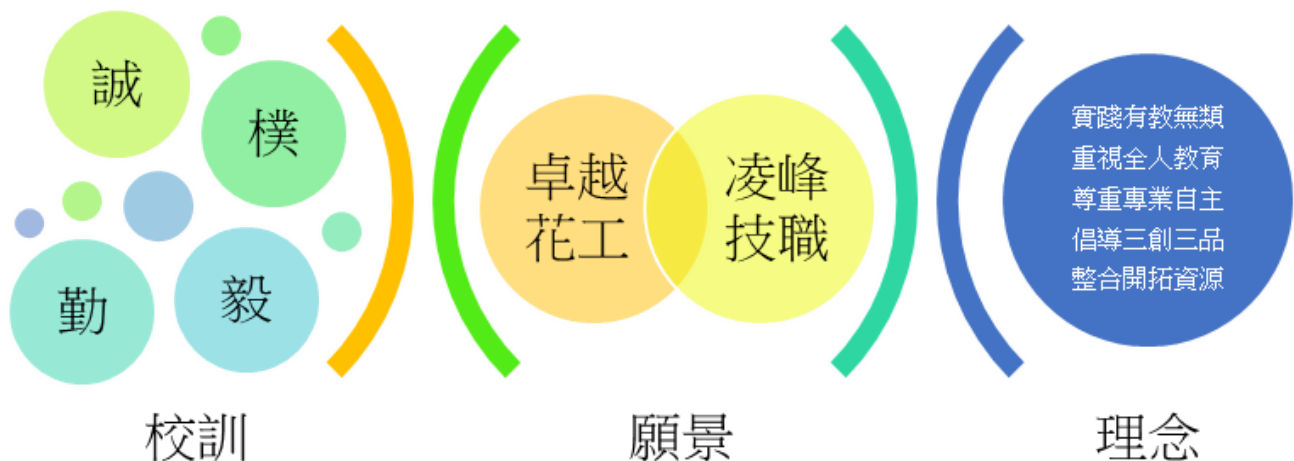 誠
樸
勤
毅
校訓
卓越
花工
凌峰
技職
願景
實踐有教無類
重視全人教育
尊重專業自主
倡導三創三品
整合開拓資源
理念